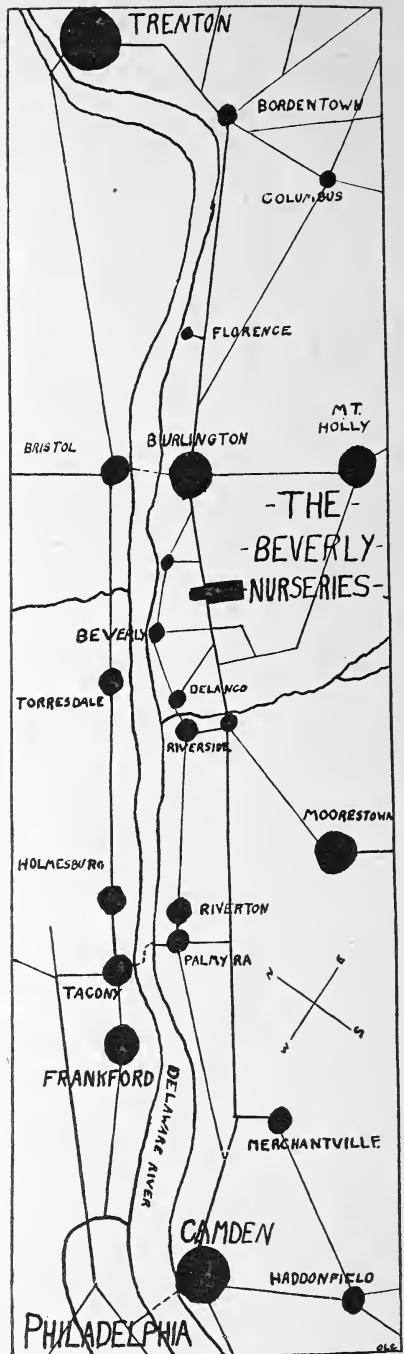 TRENTON
BORDENTOWN
COLUMBUS
FLORENCE
MT.
HOLLY
BRISTOL
BURLINGTON
-THE-
-BEVERLY-
-NURSERIES-
BEVERLY
DELANCO
TORRESDALE
RIVERSIDE
MOORESTOWN
HOLMESBURG
RIVERTON
PALMYRA
TACONY
N
E
S
W
FRANKFORD
DELAWARE RIVER
MERCHANTVILLE.
CAMDEN
HADDONFIELD
PHILADELPHIA